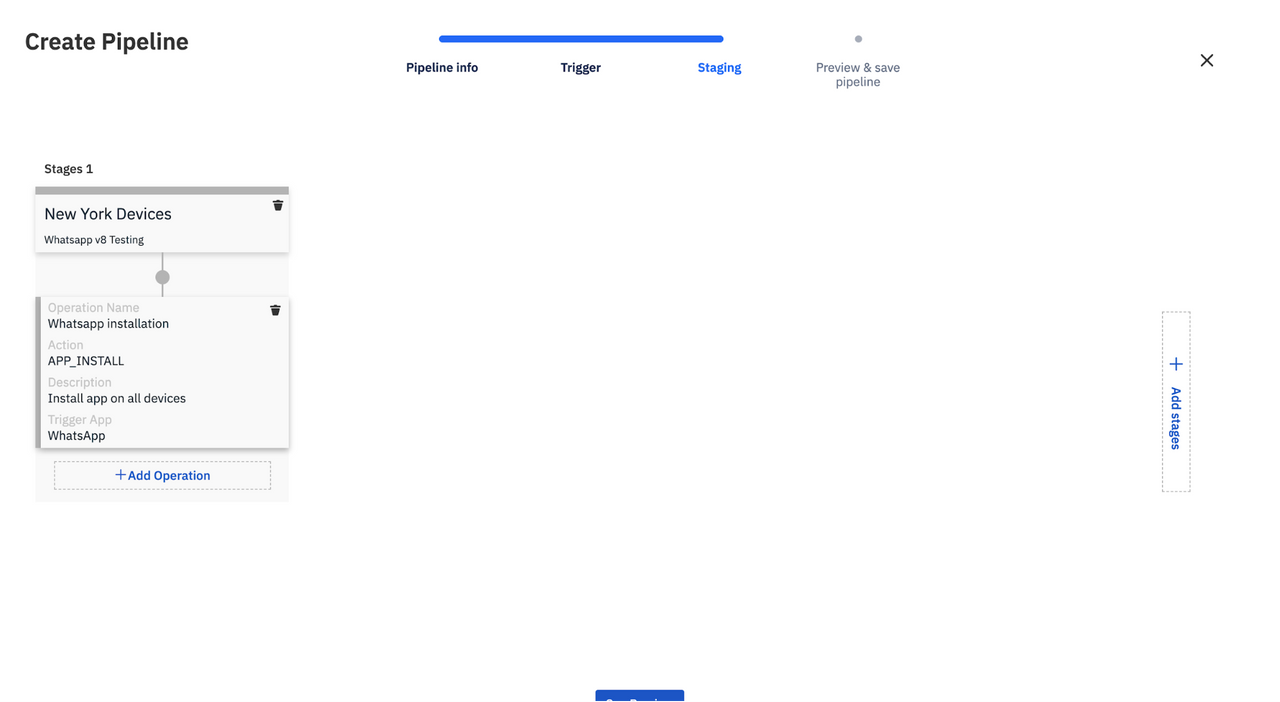 Create Pipeline
Pipeline info
Trigger
Staging
Preview & save
pipeline
Stages 1
New York Devices
Whatsapp v8 Testing
Operation Name
Whatsapp installation
Action
APP_INSTALL
Description
Install app on all devices
Trigger App
WhatsApp
Add Operation
Add stages